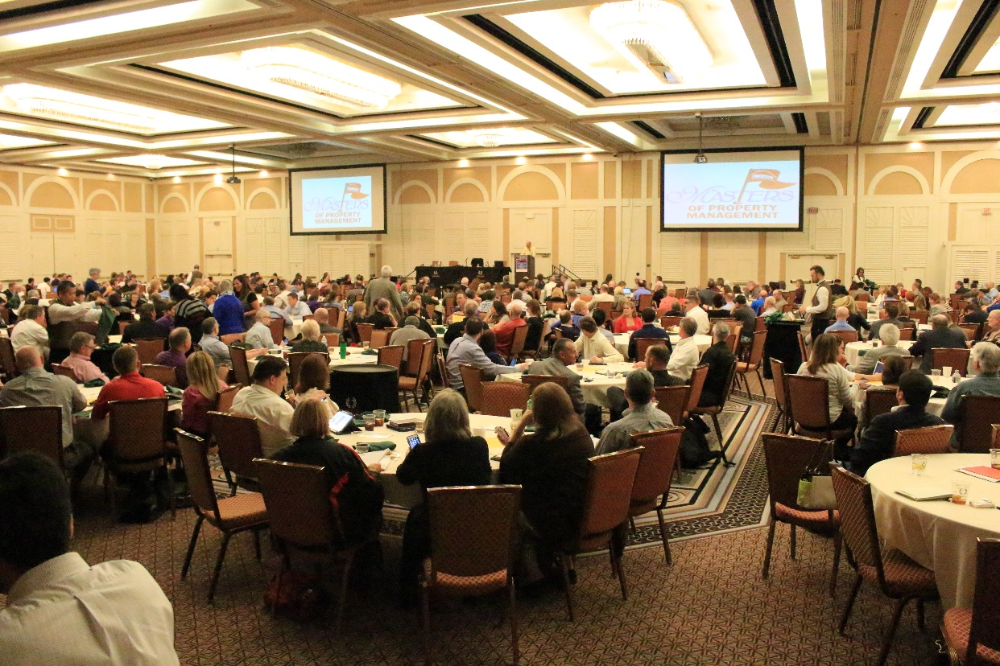 Masters
OF PROPERTY
MANAGEMENT
Masters
OF PROPERTY
MANAGEMENT